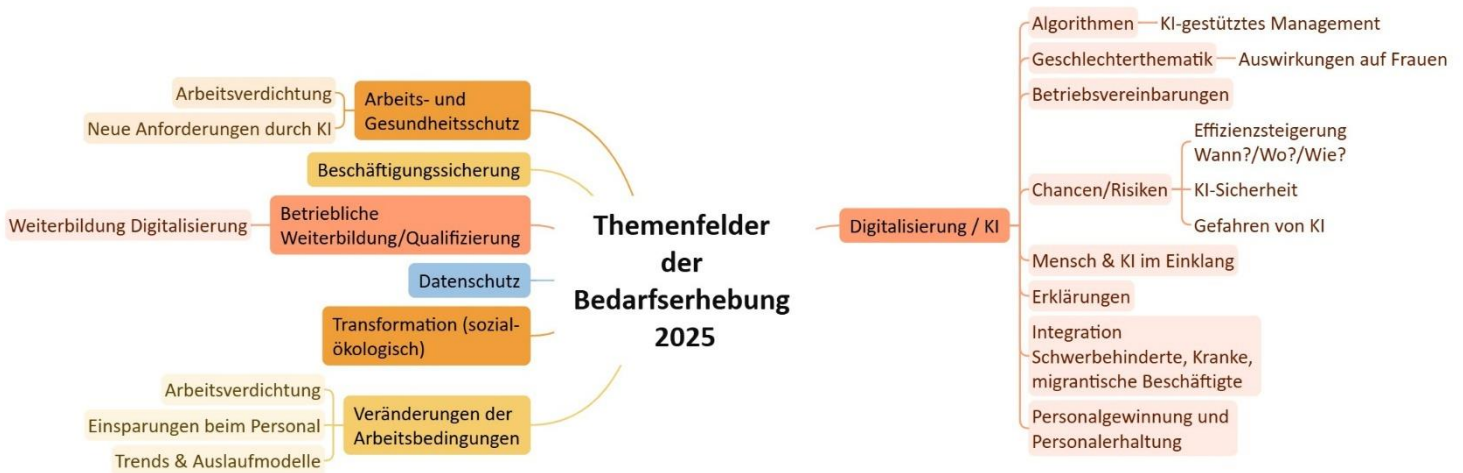 Themenfelder
der
Bedarfserhebung
2025
Arbeits- und
Gesundheitsschutz
Arbeitsverdichtung
Neue Anforderungen durch KI
Beschäftigungssicherung
Betriebliche
Weiterbildung/Qualifizierung
Weiterbildung Digitalisierung
Datenschutz
Transformation (sozial-
ökologisch)
Veränderungen der
Arbeitsbedingungen
Arbeitsverdichtung
Einsparungen beim Personal
Trends & Auslaufmodelle
Digitalisierung / KI
Algorithmen
KI-gestütztes Management
Geschlechterthematik
Auswirkungen auf Frauen
Betriebsvereinbarungen
Chancen/Risiken
Effizienzsteigerung
Wann?/Wo?/Wie?
KI-Sicherheit
Gefahren von KI
Mensch & KI im Einklang
Erklärungen
Integration
Schwerbehinderte, Kranke,
migrantische Beschäftigte
Personalgewinnung und
Personalerhaltung